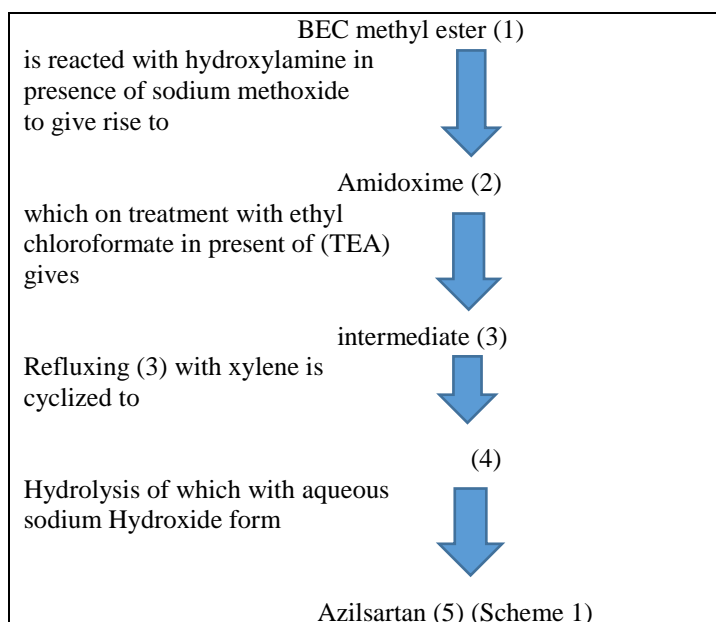 BEC methyl ester (1)
is reacted with hydroxylamine in
presence of sodium methoxide
to give rise to
Amidoxime (2)
which on treatment with ethyl
chloroformate in present of (TEA)
gives
intermediate (3)
Refluxing (3) with xylene is
cyclized to
(4)
Hydrolysis of which with aqueous
sodium Hydroxide form
Azilsartan (5) (Scheme 1)